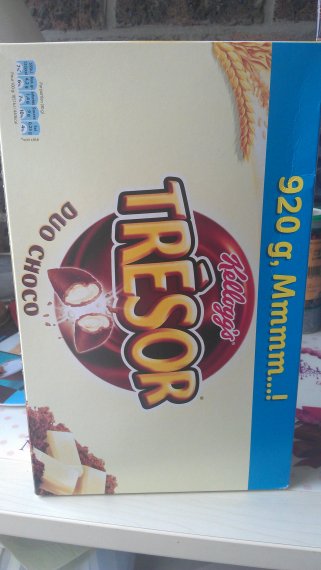 920 g, Mmmm...!
Kellogg's
TRÉSOR
DUO CHOCO